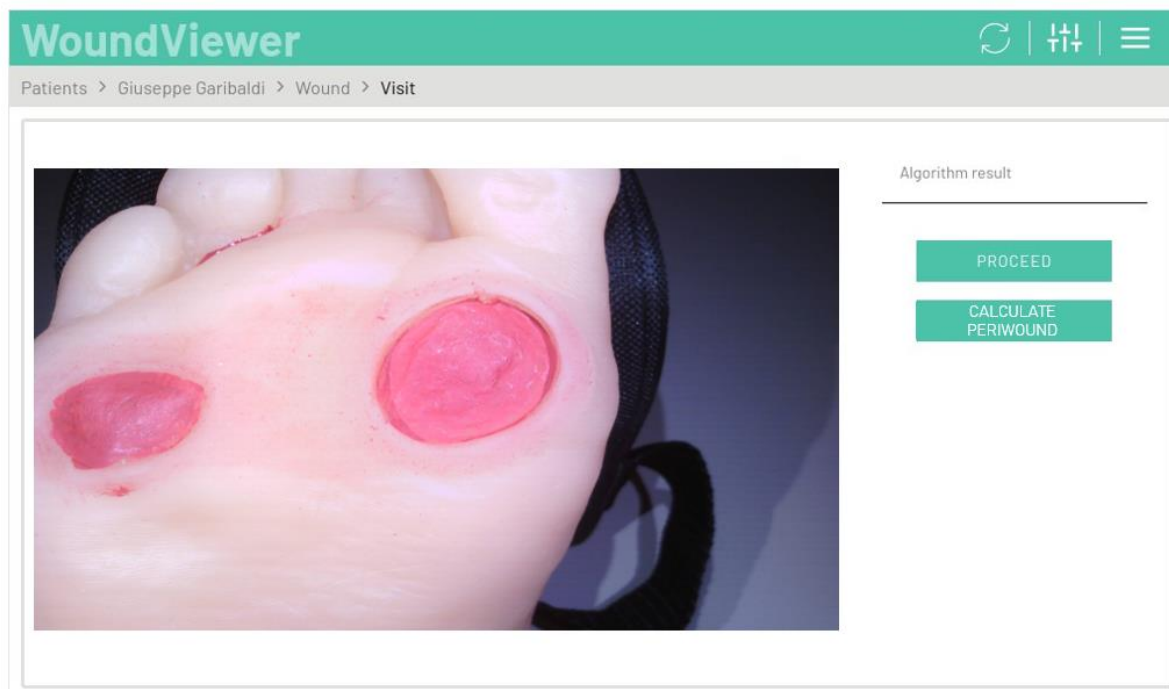 WoundViewer
Patients > Giuseppe Garibaldi > Wound > Visit
Algorithm result
PROCEED
CALCULATE
PERIWOUND